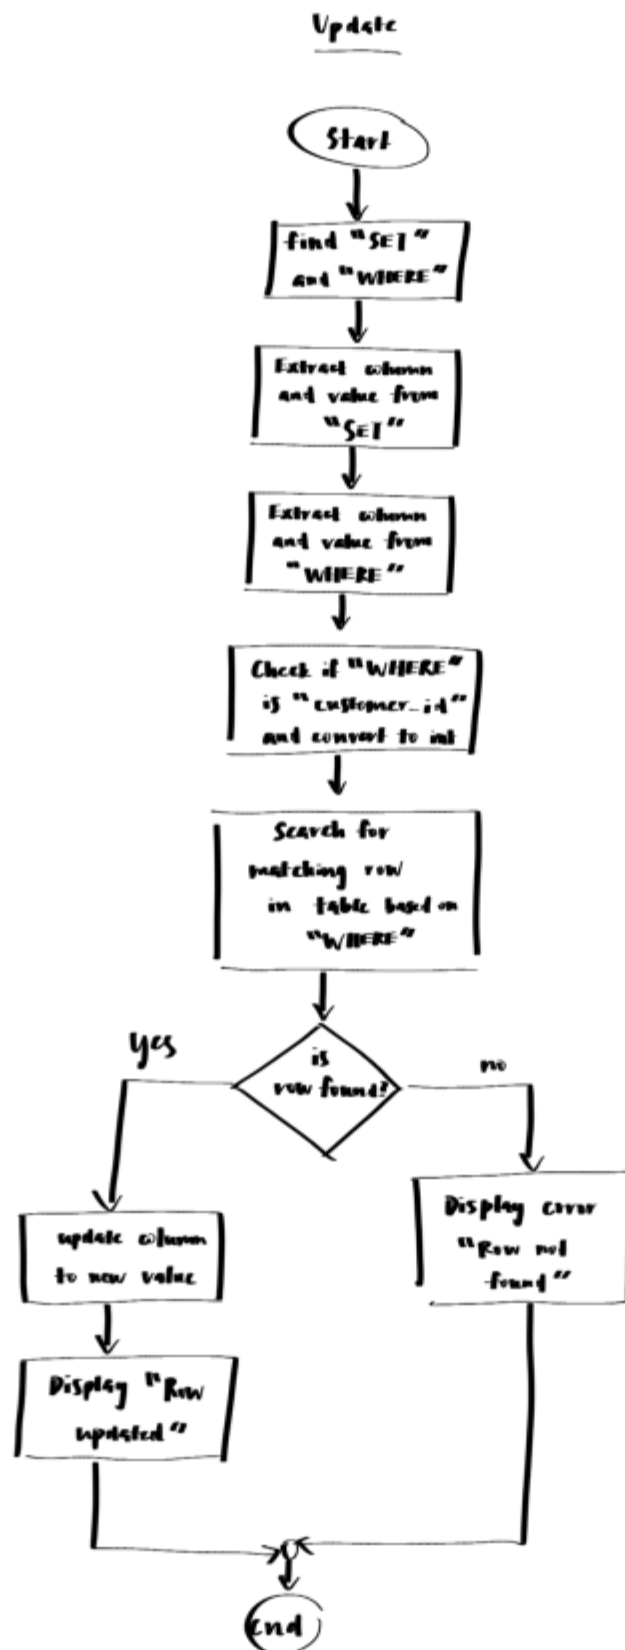 Update
Start
find "SET"
and "WHERE"
Extract column
and value from
"SET"
Extract column
and value from
"WHERE"
Check if "WHERE"
is "customer_id"
and convert to int
Search for
matching row
in table based on
"WHERE"
is
row found?
yes
no
update column
to new value
Display error
"Row not
found"
Display "Row
updated"
End